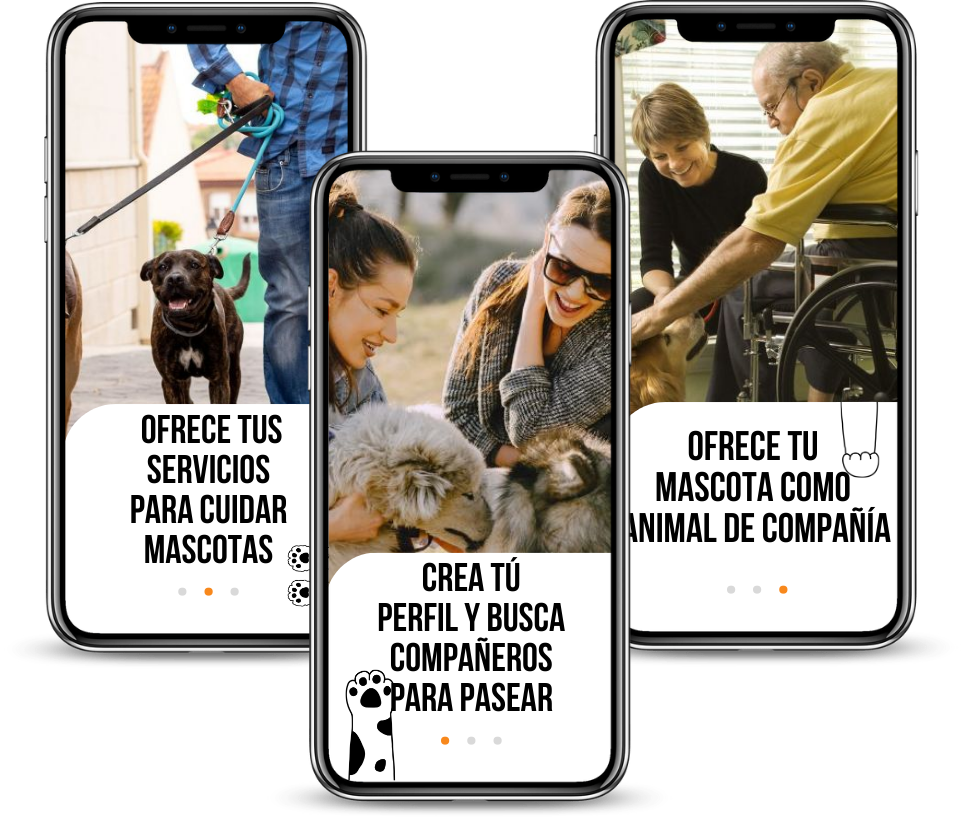 OFRECE TUS
SERVICIOS
PARA CUIDAR
MASCOTAS
CREA TÚ
PERFIL Y BUSCA
COMPAÑEROS
PARA PASEAR
OFRECE TU
MASCOTA COMO
ANIMAL DE COMPAÑÍA